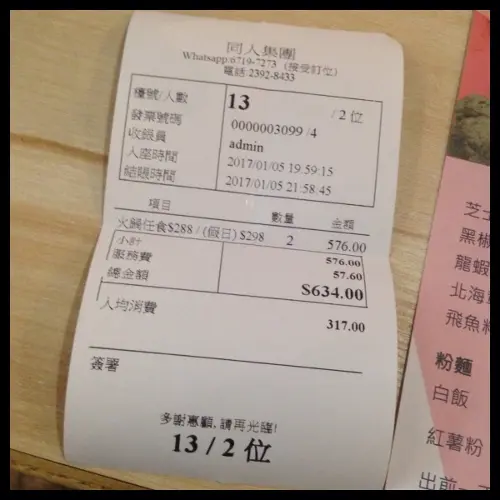 同人集團
Whatsapp:6719-7273 (接受訂位)
電話:2392-8433
檯號/人數 13 /2 位
發票號碼 0000003099 /4
收銀員 admin
入座時間 2017/01/05 19:59:15
結賬時間 2017/01/05 21:58:45
項目 數量 金額
火鍋任食$288 / (假日) $298 2 576.00
小計 576.00
服務費 57.60
總金額 $634.00
人均消費 317.00
簽署
多謝惠顧,請再光臨!
13 / 2 位
芝士
黑椒
龍蝦
北海
飛魚
粉麵
白飯
紅薯粉
出前一